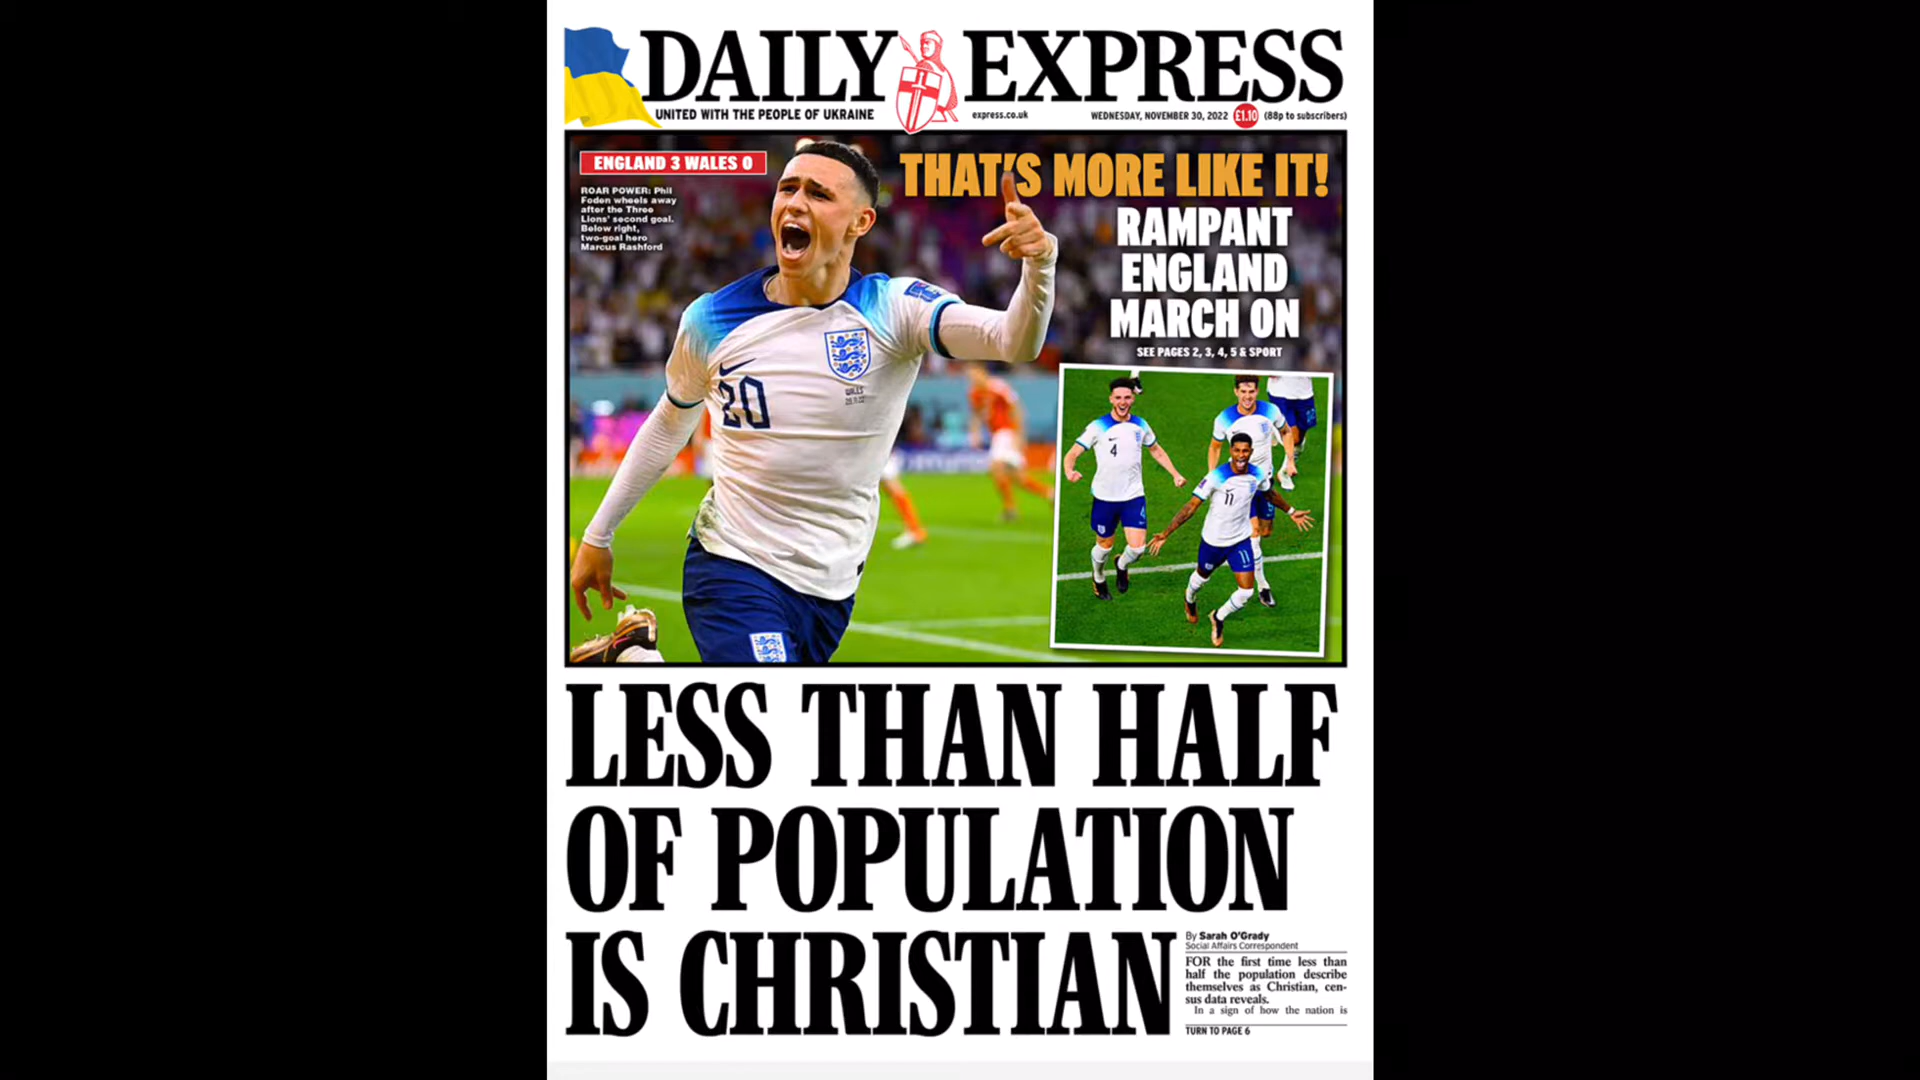 DAILY EXPRESS
UNITED WITH THE PEOPLE OF UKRAINE
express.co.uk
WEDNESDAY, NOVEMBER 30, 2022 £1.10 (88p to subscribers)
ENGLAND 3 WALES 0
ROAR POWER: Phil
Foden wheels away
after the Three
Lions' second goal.
Below right,
two-goal hero
Marcus Rashford
THAT'S MORE LIKE IT!
RAMPANT
ENGLAND
MARCH ON
SEE PAGES 2, 3, 4, 5 & SPORT
20
WALES
4
11
11
LESS THAN HALF
OF POPULATION
IS CHRISTIAN
By Sarah O'Grady
Social Affairs Correspondent
FOR the first time less than
half the population describe
themselves as Christian, cen-
sus data reveals.
In a sign of how the nation is
TURN TO PAGE 6